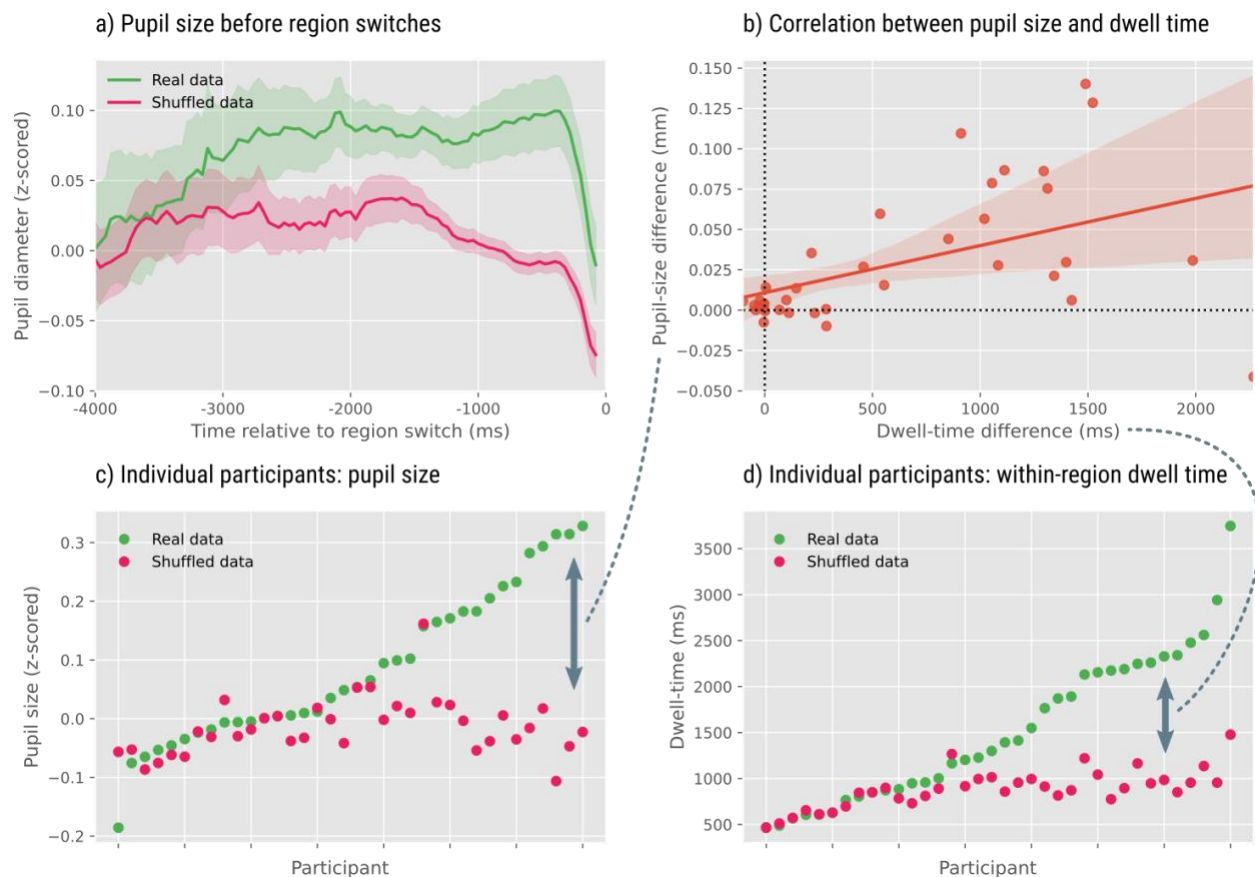 a) Pupil size before region switches
Real data
Shuffled data
Pupil diameter (z-scored)
0.10
0.05
0.00
−0.05
−0.10
-4000
-3000
-2000
-1000
0
Time relative to region switch (ms)
b) Correlation between pupil size and dwell time
Pupil-size difference (mm)
0.150
0.125
0.100
0.075
0.050
0.025
0.000
−0.025
−0.050
0
500
1000
1500
2000
Dwell-time difference (ms)
c) Individual participants: pupil size
Real data
Shuffled data
Pupil size (z-scored)
0.3
0.2
0.1
0.0
−0.1
−0.2
Participant
d) Individual participants: within-region dwell time
Real data
Shuffled data
Dwell-time (ms)
3500
3000
2500
2000
1500
1000
500
Participant